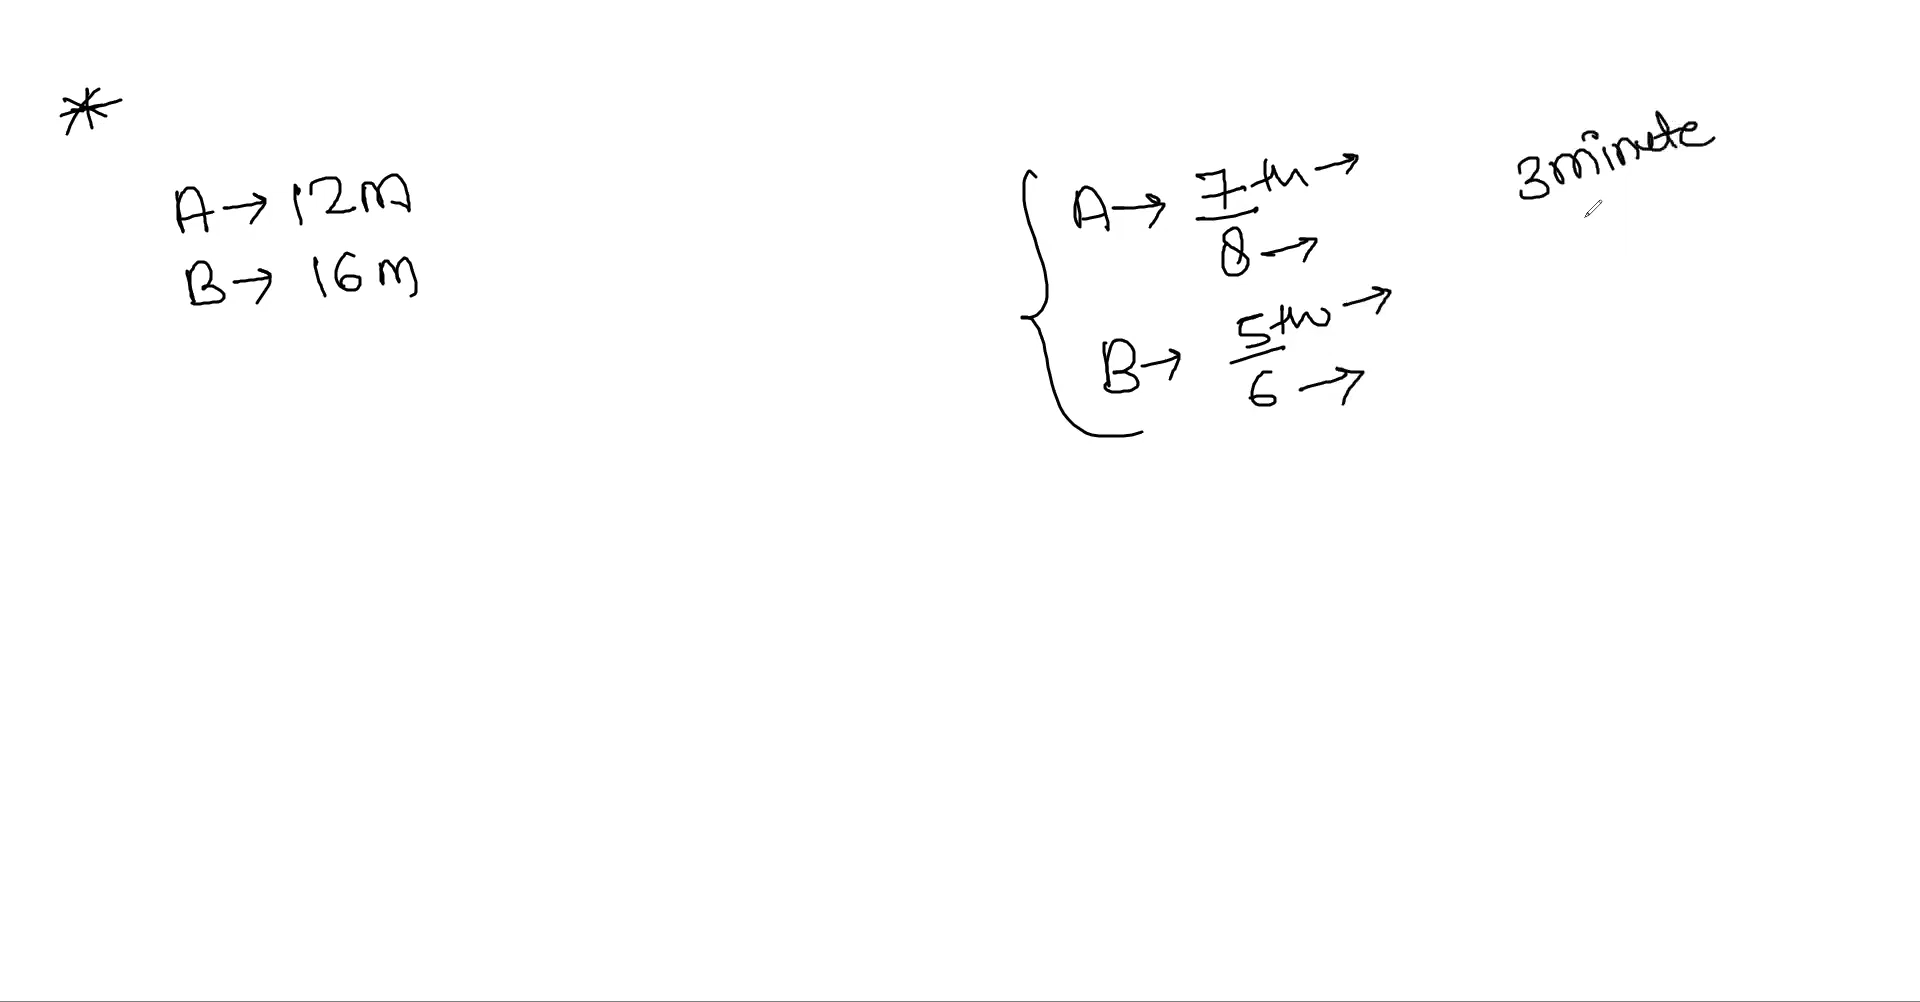 *
A → 12m
B → 16m
A → 7th →
8 →
B → 5th →
6 →
3minute